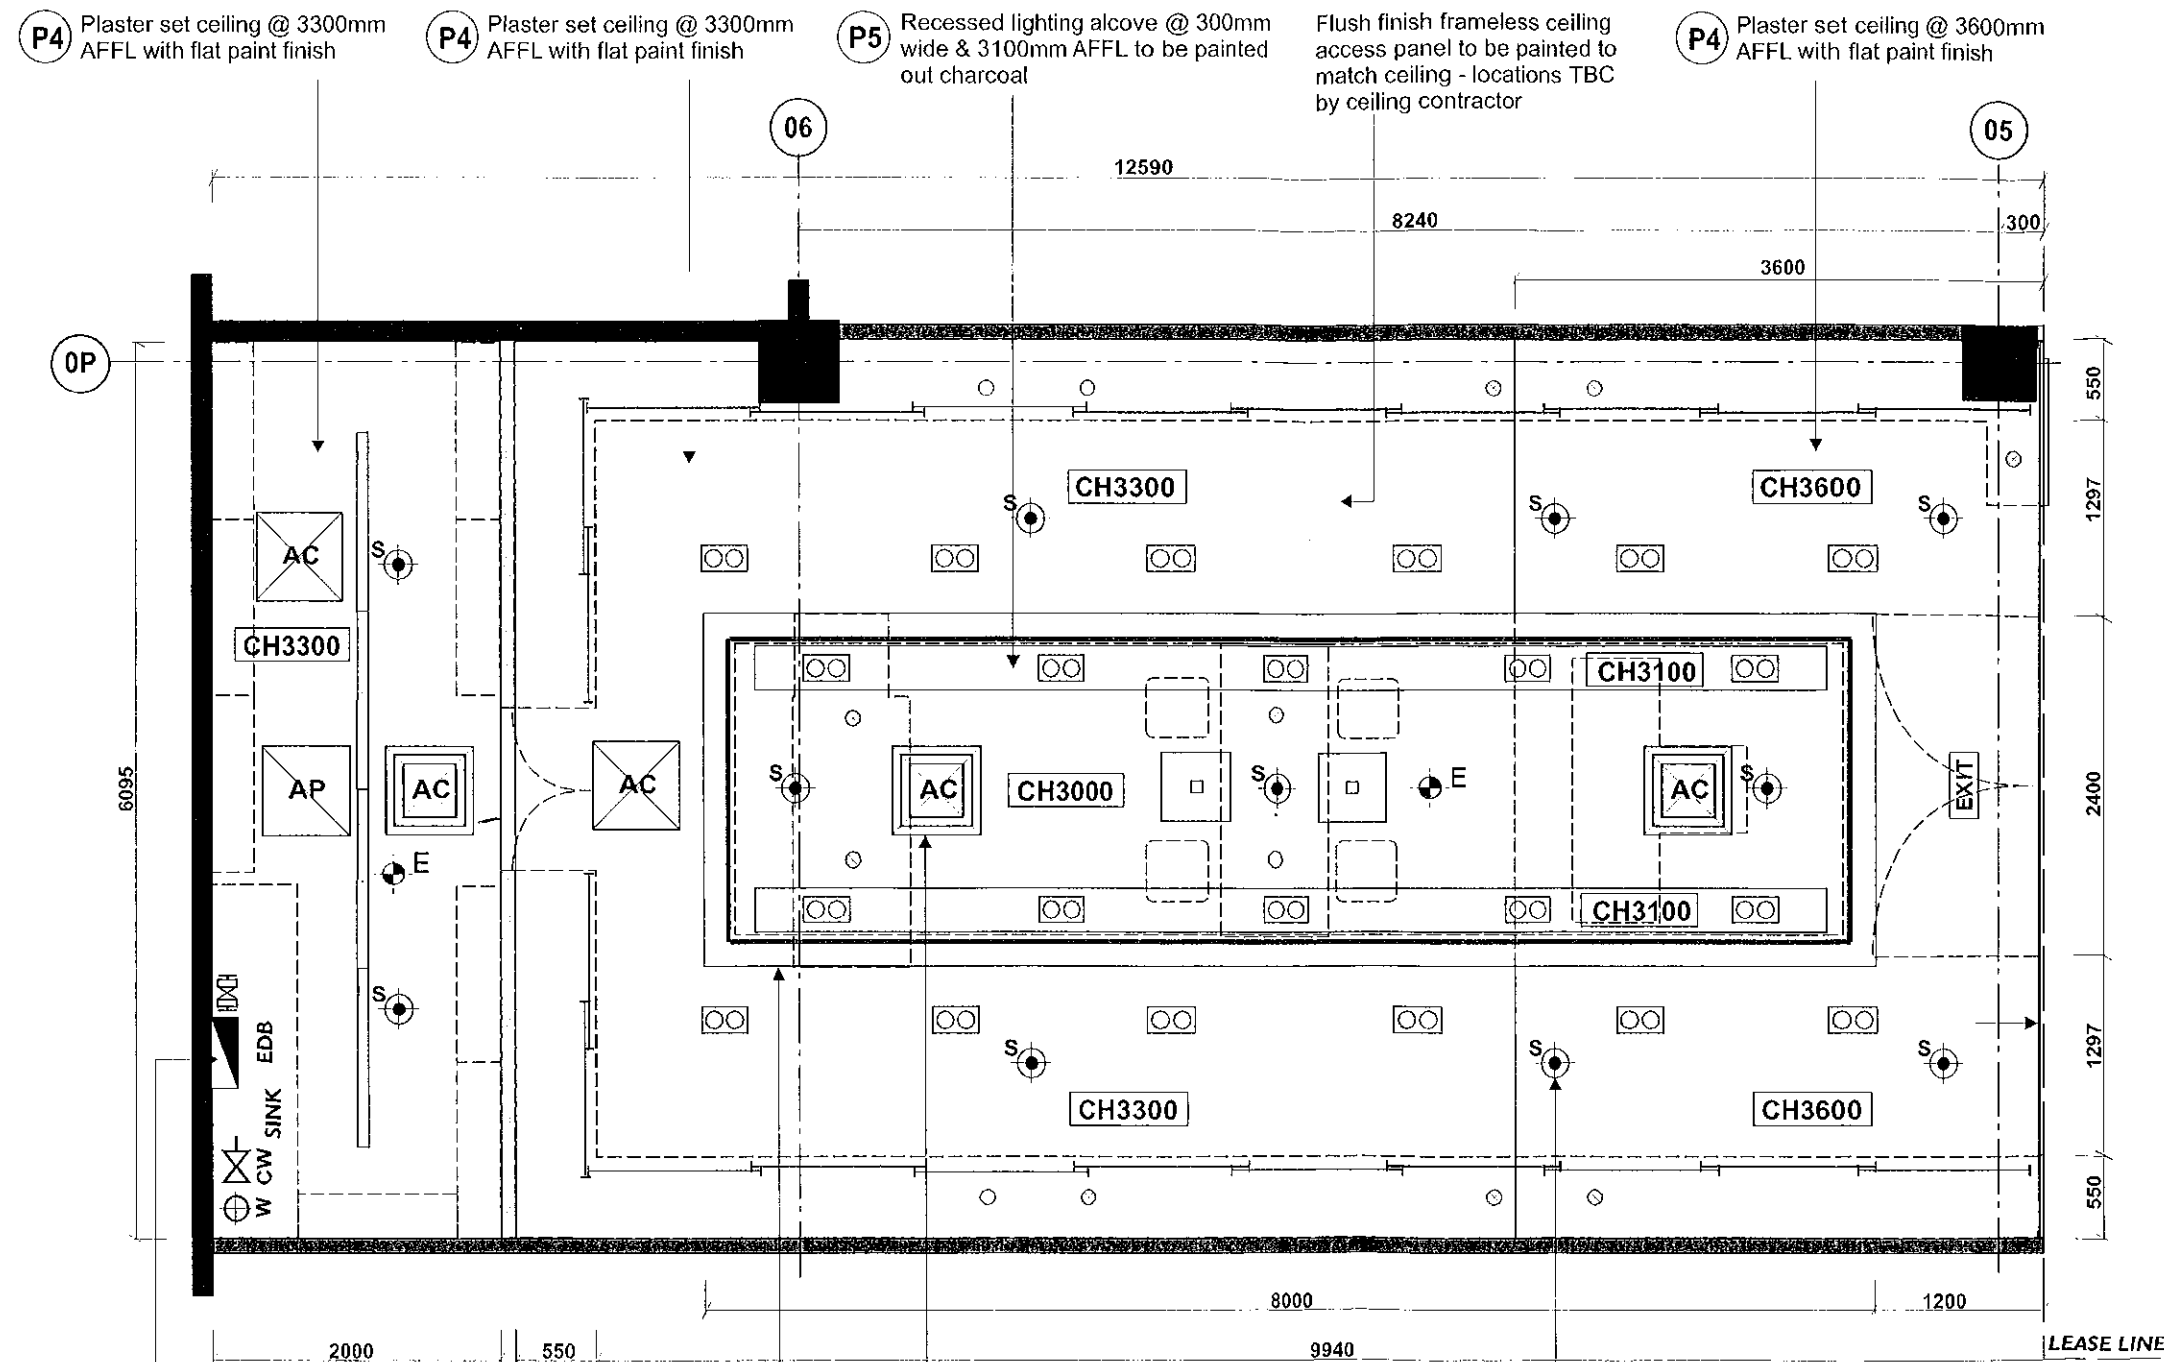 P4 Plaster set ceiling @ 3300mm
AFFL with flat paint finish
P4 Plaster set ceiling @ 3300mm
AFFL with flat paint finish
P5 Recessed lighting alcove @ 300mm
wide & 3100mm AFFL to be painted
out charcoal
Flush finish frameless ceiling
access panel to be painted to
match ceiling - locations TBC
by ceiling contractor
P4 Plaster set ceiling @ 3600mm
AFFL with flat paint finish
06
05
12590
8240
300
3600
0P
550
CH3300
CH3600
1297
S
S
S
AC
S
CH3300
CH3100
AP
AC
AC
S
AC
CH3000
S
E
AC
S
EXIT
2400
6095
E
CH3100
S
EDB
SINK
CW
W
S
S
S
1297
CH3300
CH3600
550
8000
1200
2000
550
9940
LEASE LINE